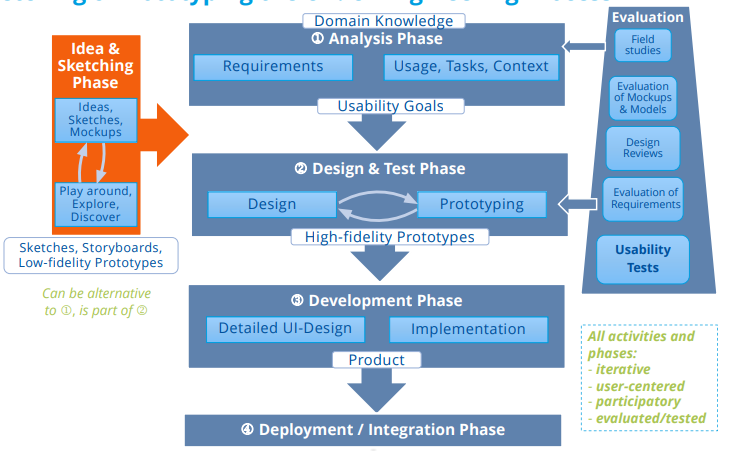 Domain Knowledge
① Analysis Phase
Requirements
Usage, Tasks, Context
Usability Goals
Idea &
Sketching
Phase
Ideas,
Sketches,
Mockups
Play around,
Explore,
Discover
Sketches, Storyboards,
Low-fidelity Prototypes
Can be alternative
to ①, is part of ②
② Design & Test Phase
Design
Prototyping
High-fidelity Prototypes
③ Development Phase
Detailed UI-Design
Implementation
Product
④ Deployment / Integration Phase
Evaluation
Field
studies
Evaluation
of Mockups
& Models
Design
Reviews
Evaluation of
Requirements
Usability
Tests
All activities and
phases:
- iterative
- user-centered
- participatory
- evaluated/tested